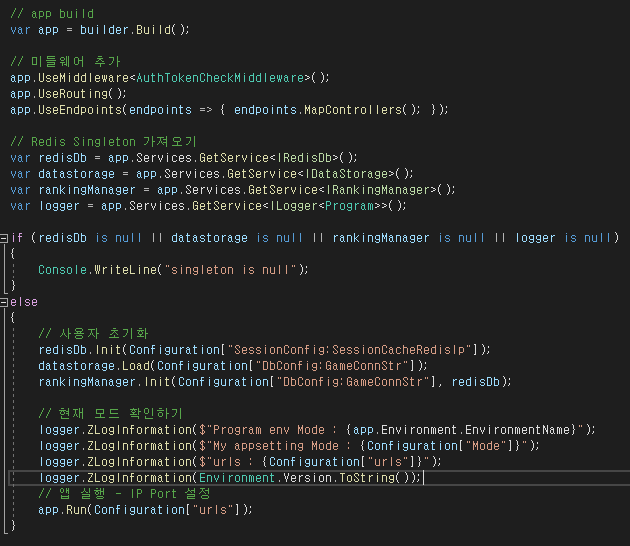 // app build
var app = builder.Build();
// 미들웨어 추가
app.UseMiddleware<AuthTokenCheckMiddleware>();
app.UseRouting();
app.UseEndpoints(endpoints => { endpoints.MapControllers(); });
// Redis Singleton 가져오기
var redisDb = app.Services.GetService<IRedisDb>();
var datastorage = app.Services.GetService<IDataStorage>();
var rankingManager = app.Services.GetService<IRankingManager>();
var logger = app.Services.GetService<ILogger<Program>>();
if (redisDb is null || datastorage is null || rankingManager is null || logger is null)
{
Console.WriteLine("singleton is null");
}
else
{
// 사용자 초기화
redisDb.Init(Configuration["SessionConfig:SessionCacheRedisIp"]);
datastorage.Load(Configuration["DbConfig:GameConnStr"]);
rankingManager.Init(Configuration["DbConfig:GameConnStr"], redisDb);
// 현재 모드 확인하기
logger.ZLogInformation($"Program env Mode : {app.Environment.EnvironmentName}");
logger.ZLogInformation($"My appsetting Mode : {Configuration["Mode"]}");
logger.ZLogInformation($"urls : {Configuration["urls"]}");
logger.ZLogInformation(Environment.Version.ToString());
// 앱 실행 - IP Port 설정
app.Run(Configuration["urls"]);
}